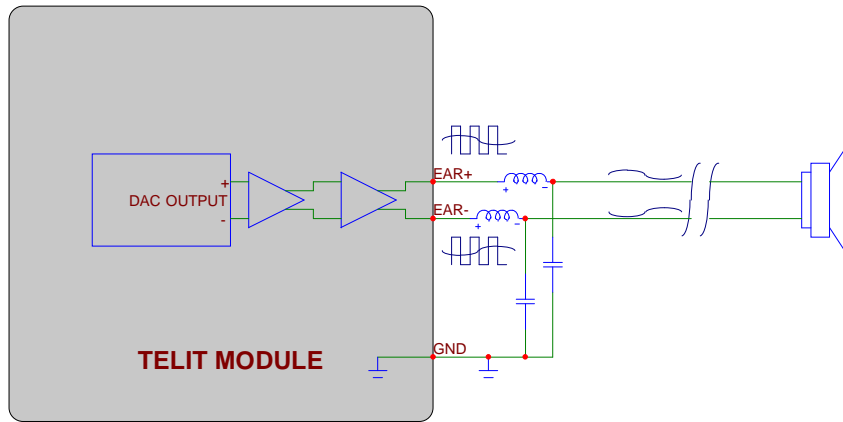 EAR+
+
-
+
DAC OUTPUT
EAR-
-
+
-
GND
TELIT MODULE